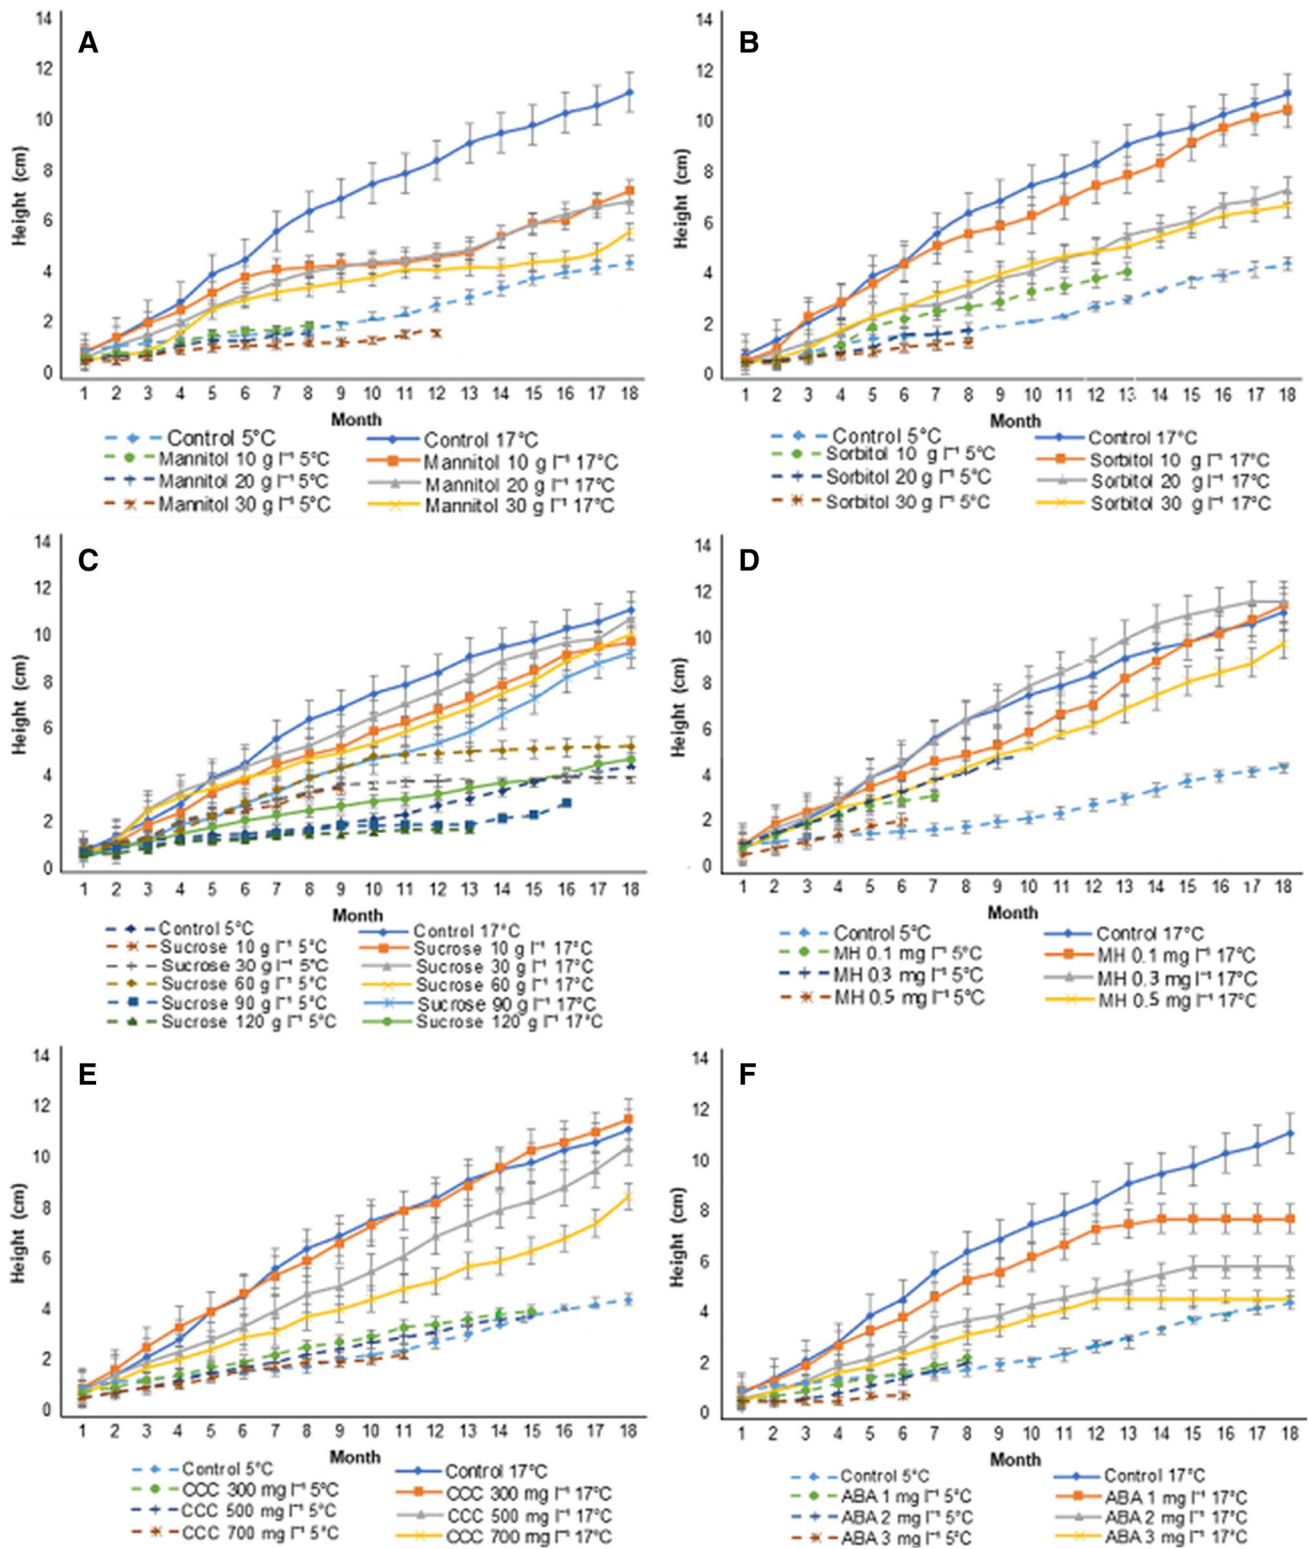 A
14
12
10
8
6
4
2
0
Height (cm)
1 2 3 4 5 6 7 8 9 10 11 12 13 14 15 16 17 18
Month
Control 5°C
Control 17°C
Mannitol 10 g l⁻¹ 5°C
Mannitol 10 g l⁻¹ 17°C
Mannitol 20 g l⁻¹ 5°C
Mannitol 20 g l⁻¹ 17°C
Mannitol 30 g l⁻¹ 5°C
Mannitol 30 g l⁻¹ 17°C
B
14
12
10
8
6
4
2
0
Height (cm)
1 2 3 4 5 6 7 8 9 10 11 12 13 14 15 16 17 18
Month
Control 5°C
Control 17°C
Sorbitol 10 g l⁻¹ 5°C
Sorbitol 10 g l⁻¹ 17°C
Sorbitol 20 g l⁻¹ 5°C
Sorbitol 20 g l⁻¹ 17°C
Sorbitol 30 g l⁻¹ 5°C
Sorbitol 30 g l⁻¹ 17°C
C
14
12
10
8
6
4
2
0
Height (cm)
1 2 3 4 5 6 7 8 9 10 11 12 13 14 15 16 17 18
Month
Control 5°C
Control 17°C
Sucrose 10 g l⁻¹ 5°C
Sucrose 10 g l⁻¹ 17°C
Sucrose 30 g l⁻¹ 5°C
Sucrose 30 g l⁻¹ 17°C
Sucrose 60 g l⁻¹ 5°C
Sucrose 60 g l⁻¹ 17°C
Sucrose 90 g l⁻¹ 5°C
Sucrose 90 g l⁻¹ 17°C
Sucrose 120 g l⁻¹ 5°C
Sucrose 120 g l⁻¹ 17°C
D
14
12
10
8
6
4
2
0
Height (cm)
1 2 3 4 5 6 7 8 9 10 11 12 13 14 15 16 17 18
Month
Control 5°C
Control 17°C
MH 0.1 mg l⁻¹ 5°C
MH 0.1 mg l⁻¹ 17°C
MH 0.3 mg l⁻¹ 5°C
MH 0.3 mg l⁻¹ 17°C
MH 0.5 mg l⁻¹ 5°C
MH 0.5 mg l⁻¹ 17°C
E
14
12
10
8
6
4
2
0
Height (cm)
1 2 3 4 5 6 7 8 9 10 11 12 13 14 15 16 17 18
Month
Control 5°C
Control 17°C
CCC 300 mg l⁻¹ 5°C
CCC 300 mg l⁻¹ 17°C
CCC 500 mg l⁻¹ 5°C
CCC 500 mg l⁻¹ 17°C
CCC 700 mg l⁻¹ 5°C
CCC 700 mg l⁻¹ 17°C
F
14
12
10
8
6
4
2
0
Height (cm)
1 2 3 4 5 6 7 8 9 10 11 12 13 14 15 16 17 18
Month
Control 5°C
Control 17°C
ABA 1 mg l⁻¹ 5°C
ABA 1 mg l⁻¹ 17°C
ABA 2 mg l⁻¹ 5°C
ABA 2 mg l⁻¹ 17°C
ABA 3 mg l⁻¹ 5°C
ABA 3 mg l⁻¹ 17°C